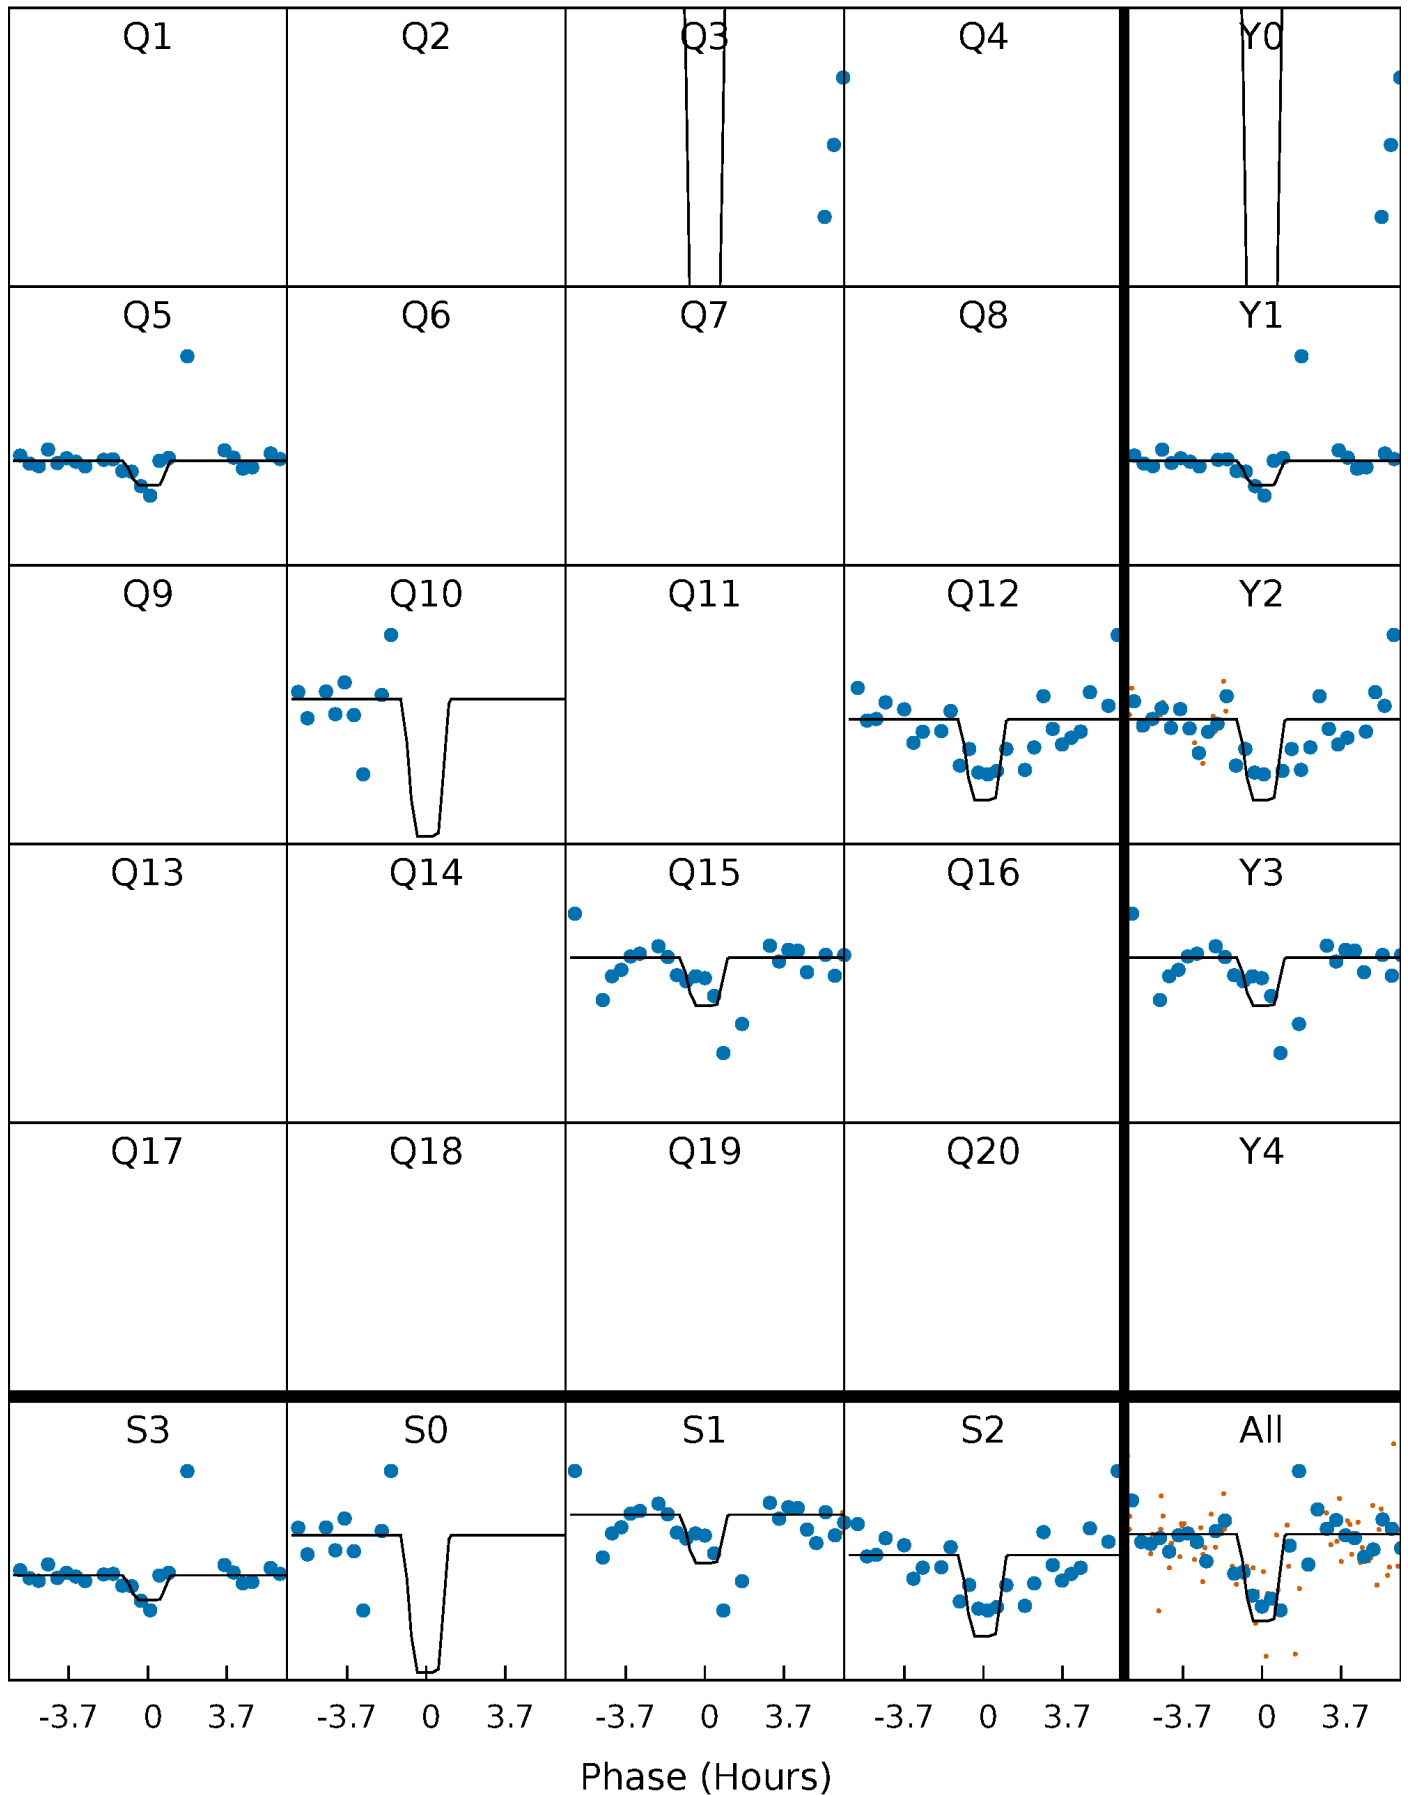 Q1 Q2 Q3 Q4 Y0
Q5 Q6 Q7 Q8 Y1
Q9 Q10 Q11 Q12 Y2
Q13 Q14 Q15 Q16 Y3
Q17 Q18 Q19 Q20 Y4
S3 S0 S1 S2 All
-3.7 0 3.7 -3.7 0 3.7 -3.7 0 3.7 -3.7 0 3.7 -3.7 0 3.7
Phase (Hours)